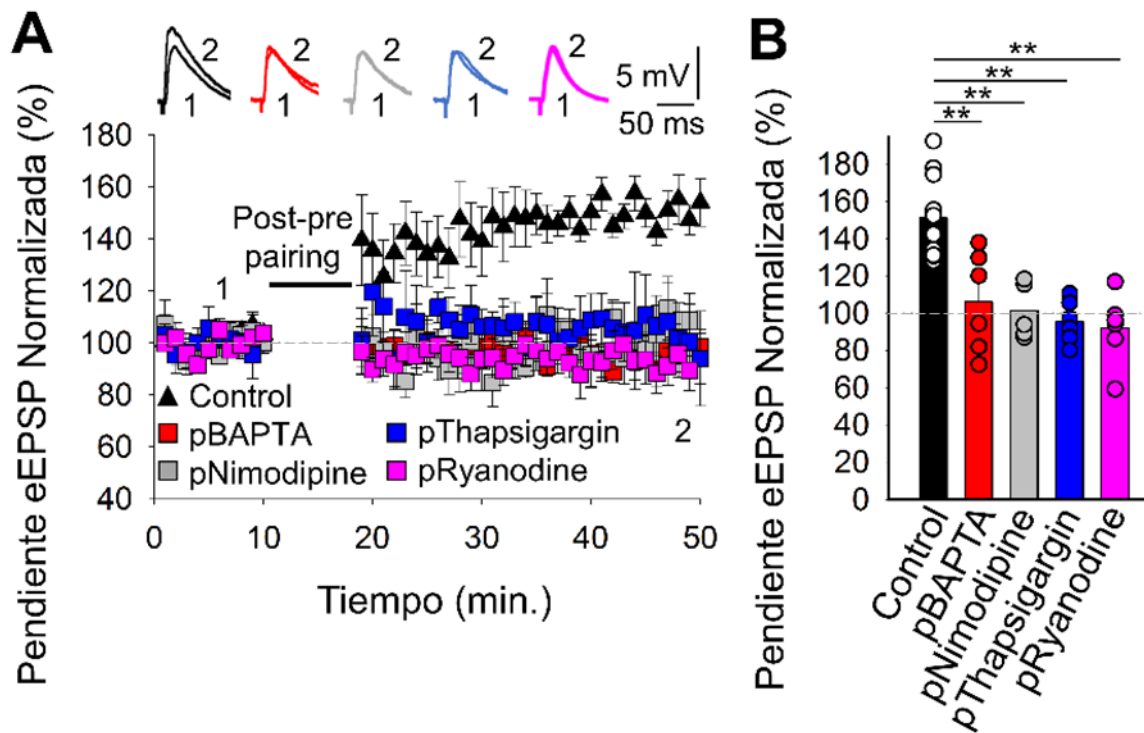 A
2
2
2
2
2
1
1
1
1
1
5 mV
50 ms
Pendiente eEPSP Normalizada (%)
180
160
140
120
100
80
60
40
Post-pre
pairing
1
2
Control
pBAPTA
pNimodipine
pThapsigargin
pRyanodine
0
10
20
30
40
50
Tiempo (min.)
B
**
**
**
**
Pendiente eEPSP Normalizada (%)
180
160
140
120
100
80
60
40
20
0
Control
pBAPTA
pNimodipine
pThapsigargin
pRyanodine